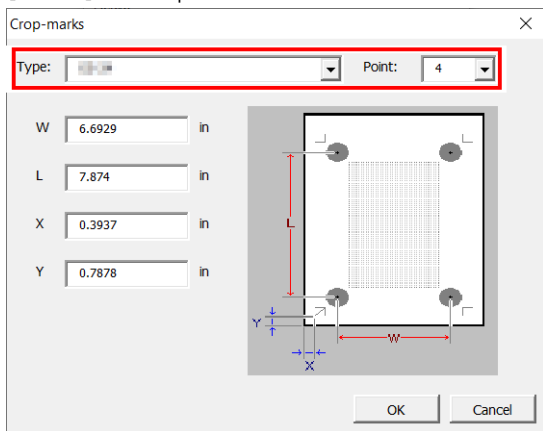 Crop-marks
Type: Point: 4
W 6.6929 in
L 7.874 in
X 0.3937 in
Y 0.7878 in
L
Y
W
X
OK Cancel